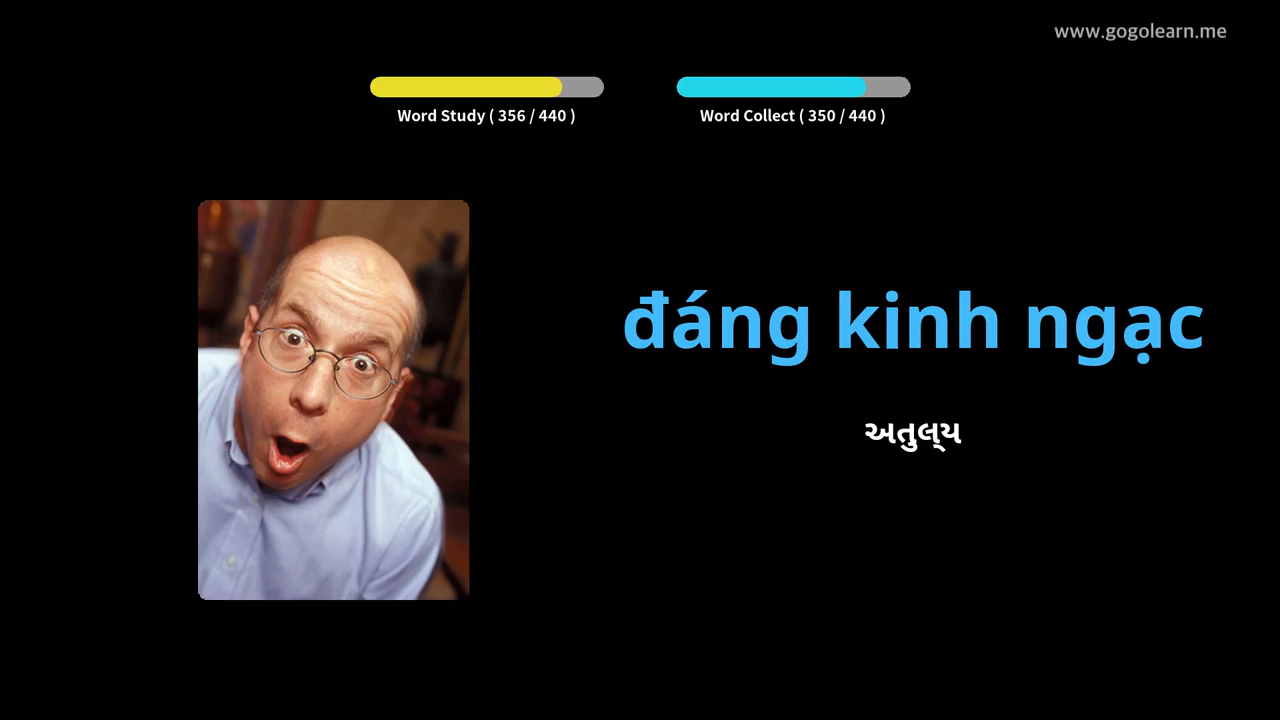 www.gogolearn.me
Word Study ( 356 / 440 )
Word Collect ( 350 / 440 )
đáng kinh ngạc
અતુલ્ય